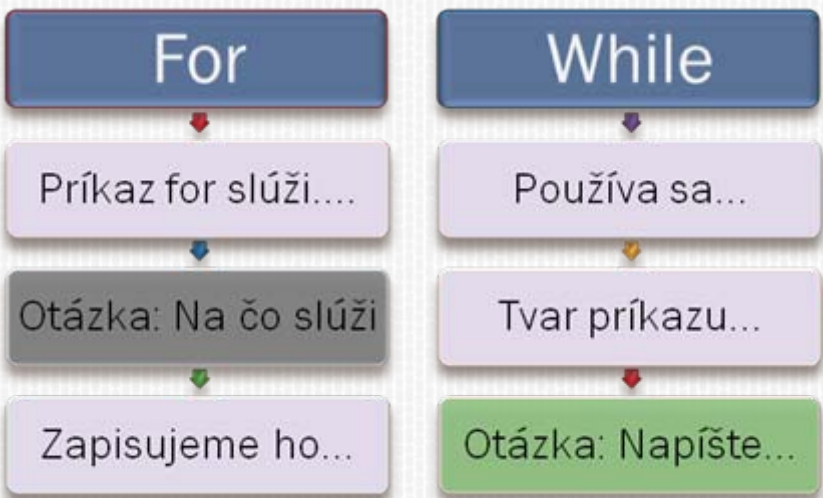 For
Príkaz for slúži....
Otázka: Na čo slúži
Zapisujeme ho...
While
Používa sa...
Tvar príkazu...
Otázka: Napíšte...